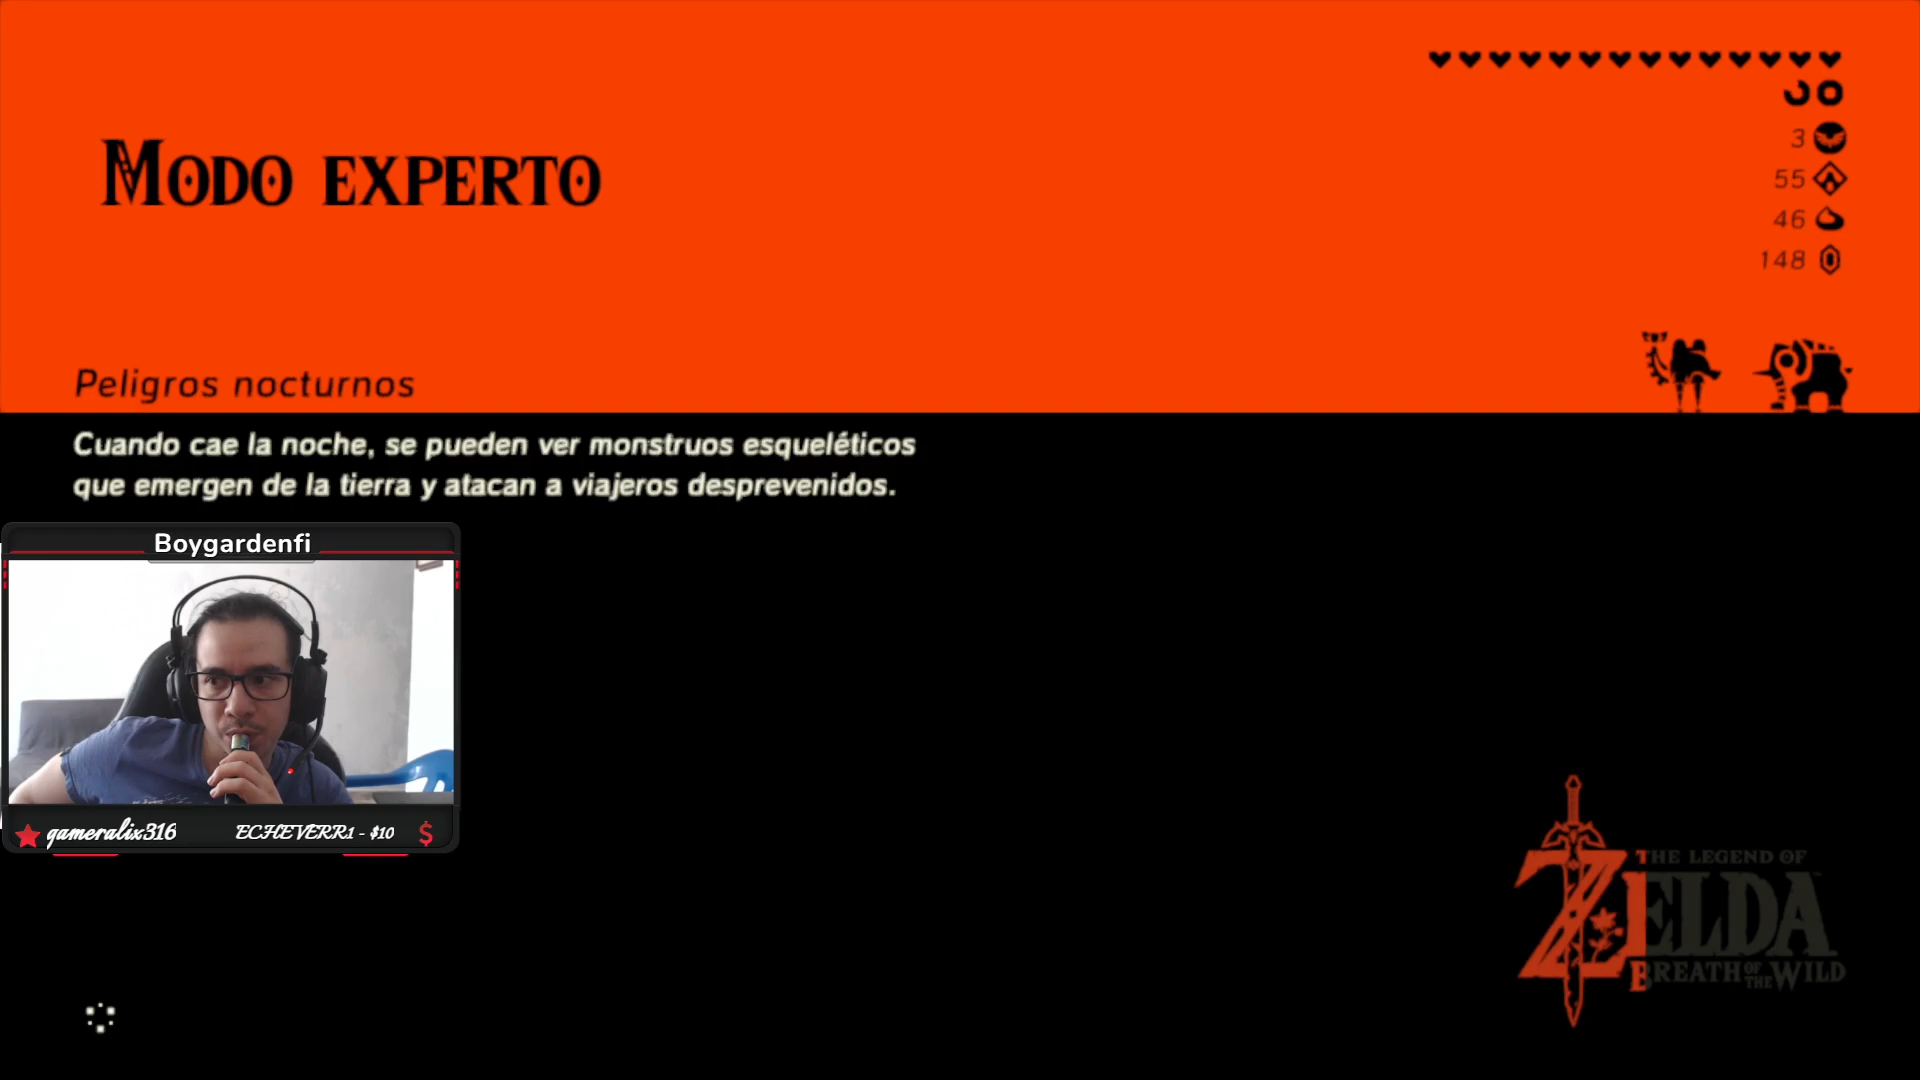 Modo experto
3
55
46
148
Peligros nocturnos
Cuando cae la noche, se pueden ver monstruos esqueléticos
que emergen de la tierra y atacan a viajeros desprevenidos.
Boygardenfi
gameralix316 ECHEVERR1 - $10 $
THE LEGEND OF
ZELDA
BREATH OF THE WILD